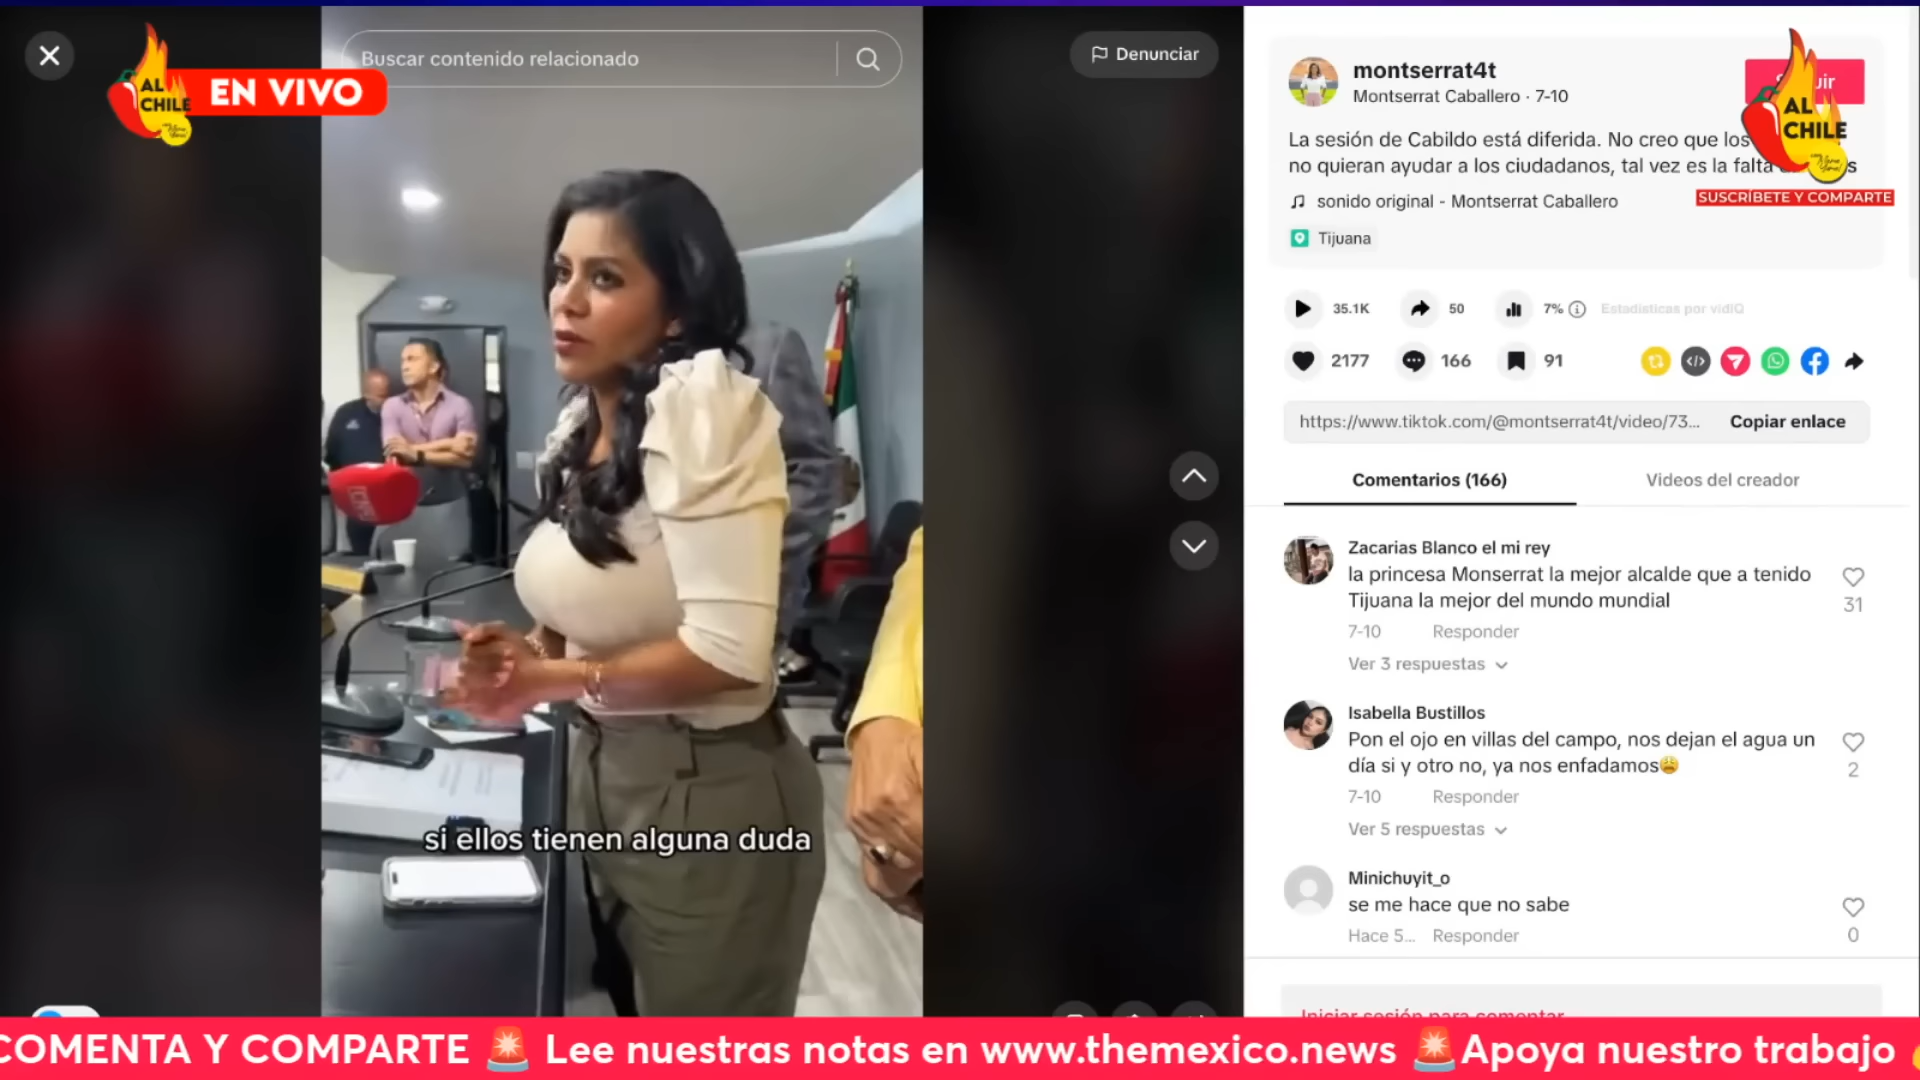 AL
CHILE
EN VIVO
Buscar contenido relacionado
Denunciar
si ellos tienen alguna duda
montserrat4t
Montserrat Caballero · 7-10
AL
CHILE
SUSCRÍBETE Y COMPARTE
La sesión de Cabildo está diferida. No creo que los
no quieran ayudar a los ciudadanos, tal vez es la falta
sonido original - Montserrat Caballero
Tijuana
35.1K 50 7% Estadísticas por vidIQ
2177 166 91
https://www.tiktok.com/@montserrat4t/video/73... Copiar enlace
Comentarios (166) Videos del creador
Zacarias Blanco el mi rey
la princesa Monserrat la mejor alcalde que a tenido
Tijuana la mejor del mundo mundial
31
7-10 Responder
Ver 3 respuestas
Isabella Bustillos
Pon el ojo en villas del campo, nos dejan el agua un
día si y otro no, ya nos enfadamos😩
2
7-10 Responder
Ver 5 respuestas
Minichuyit_o
se me hace que no sabe
0
Hace 5... Responder
Iniciar sesión para comentar
COMENTA Y COMPARTE 🚨 Lee nuestras notas en www.themexico.news 🚨 Apoya nuestro trabajo